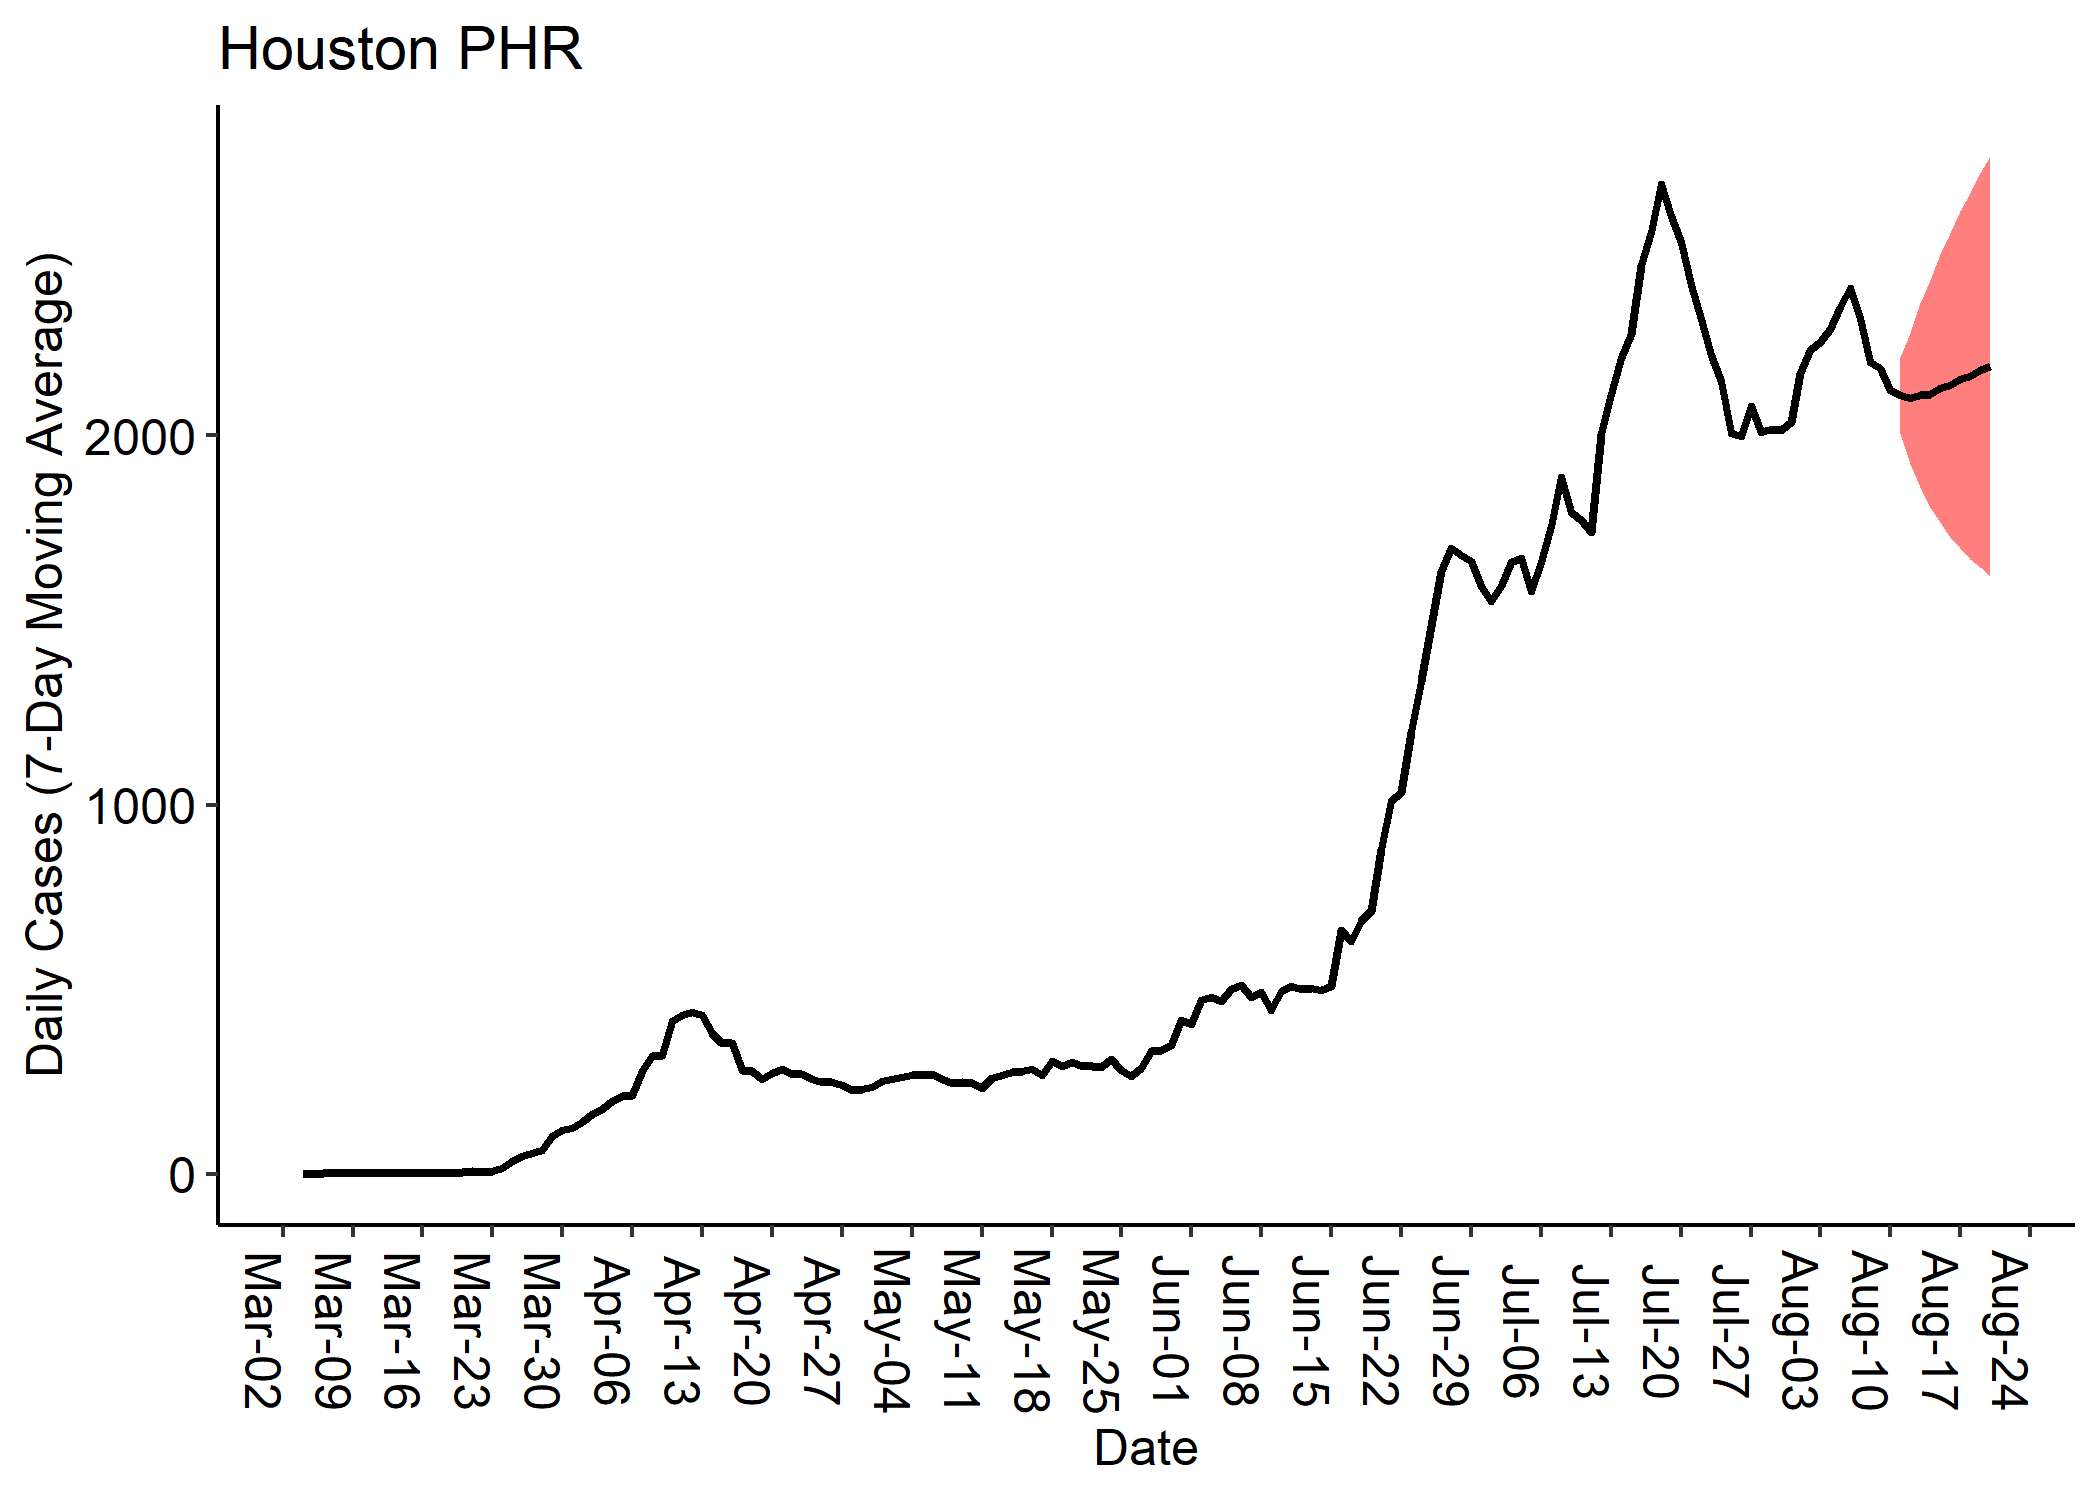 Houston PHR
Daily Cases (7-Day Moving Average)
2000
1000
0
Mar-02
Mar-09
Mar-16
Mar-23
Mar-30
Apr-06
Apr-13
Apr-20
Apr-27
May-04
May-11
May-18
May-25
Jun-01
Jun-08
Jun-15
Jun-22
Jun-29
Jul-06
Jul-13
Jul-20
Jul-27
Aug-03
Aug-10
Aug-17
Aug-24
Date